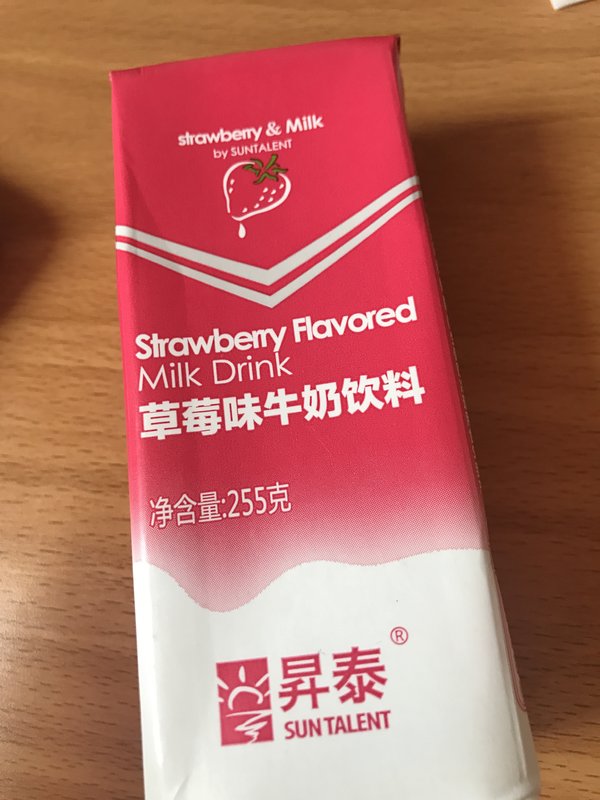 strawberry & Milk
by SUNTALENT
Strawberry Flavored
Milk Drink
草莓味牛奶饮料
净含量:255克
昇泰®
SUN TALENT